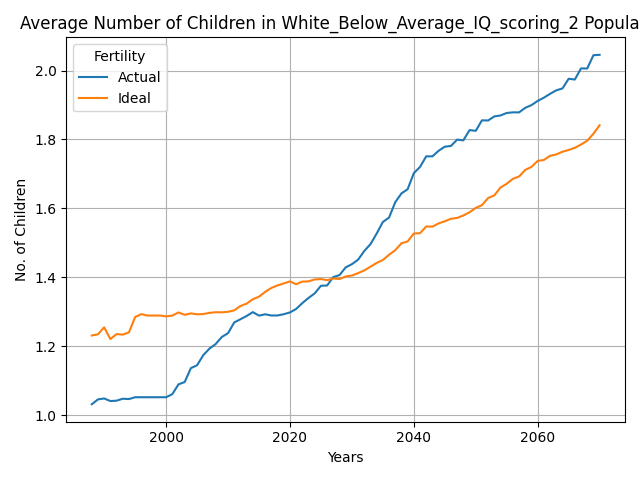 Average Number of Children in White_Below_Average_IQ_scoring_2 Popula
Fertility
Actual
Ideal
2.0
1.8
1.6
1.4
1.2
1.0
No. of Children
2000 2020 2040 2060
Years